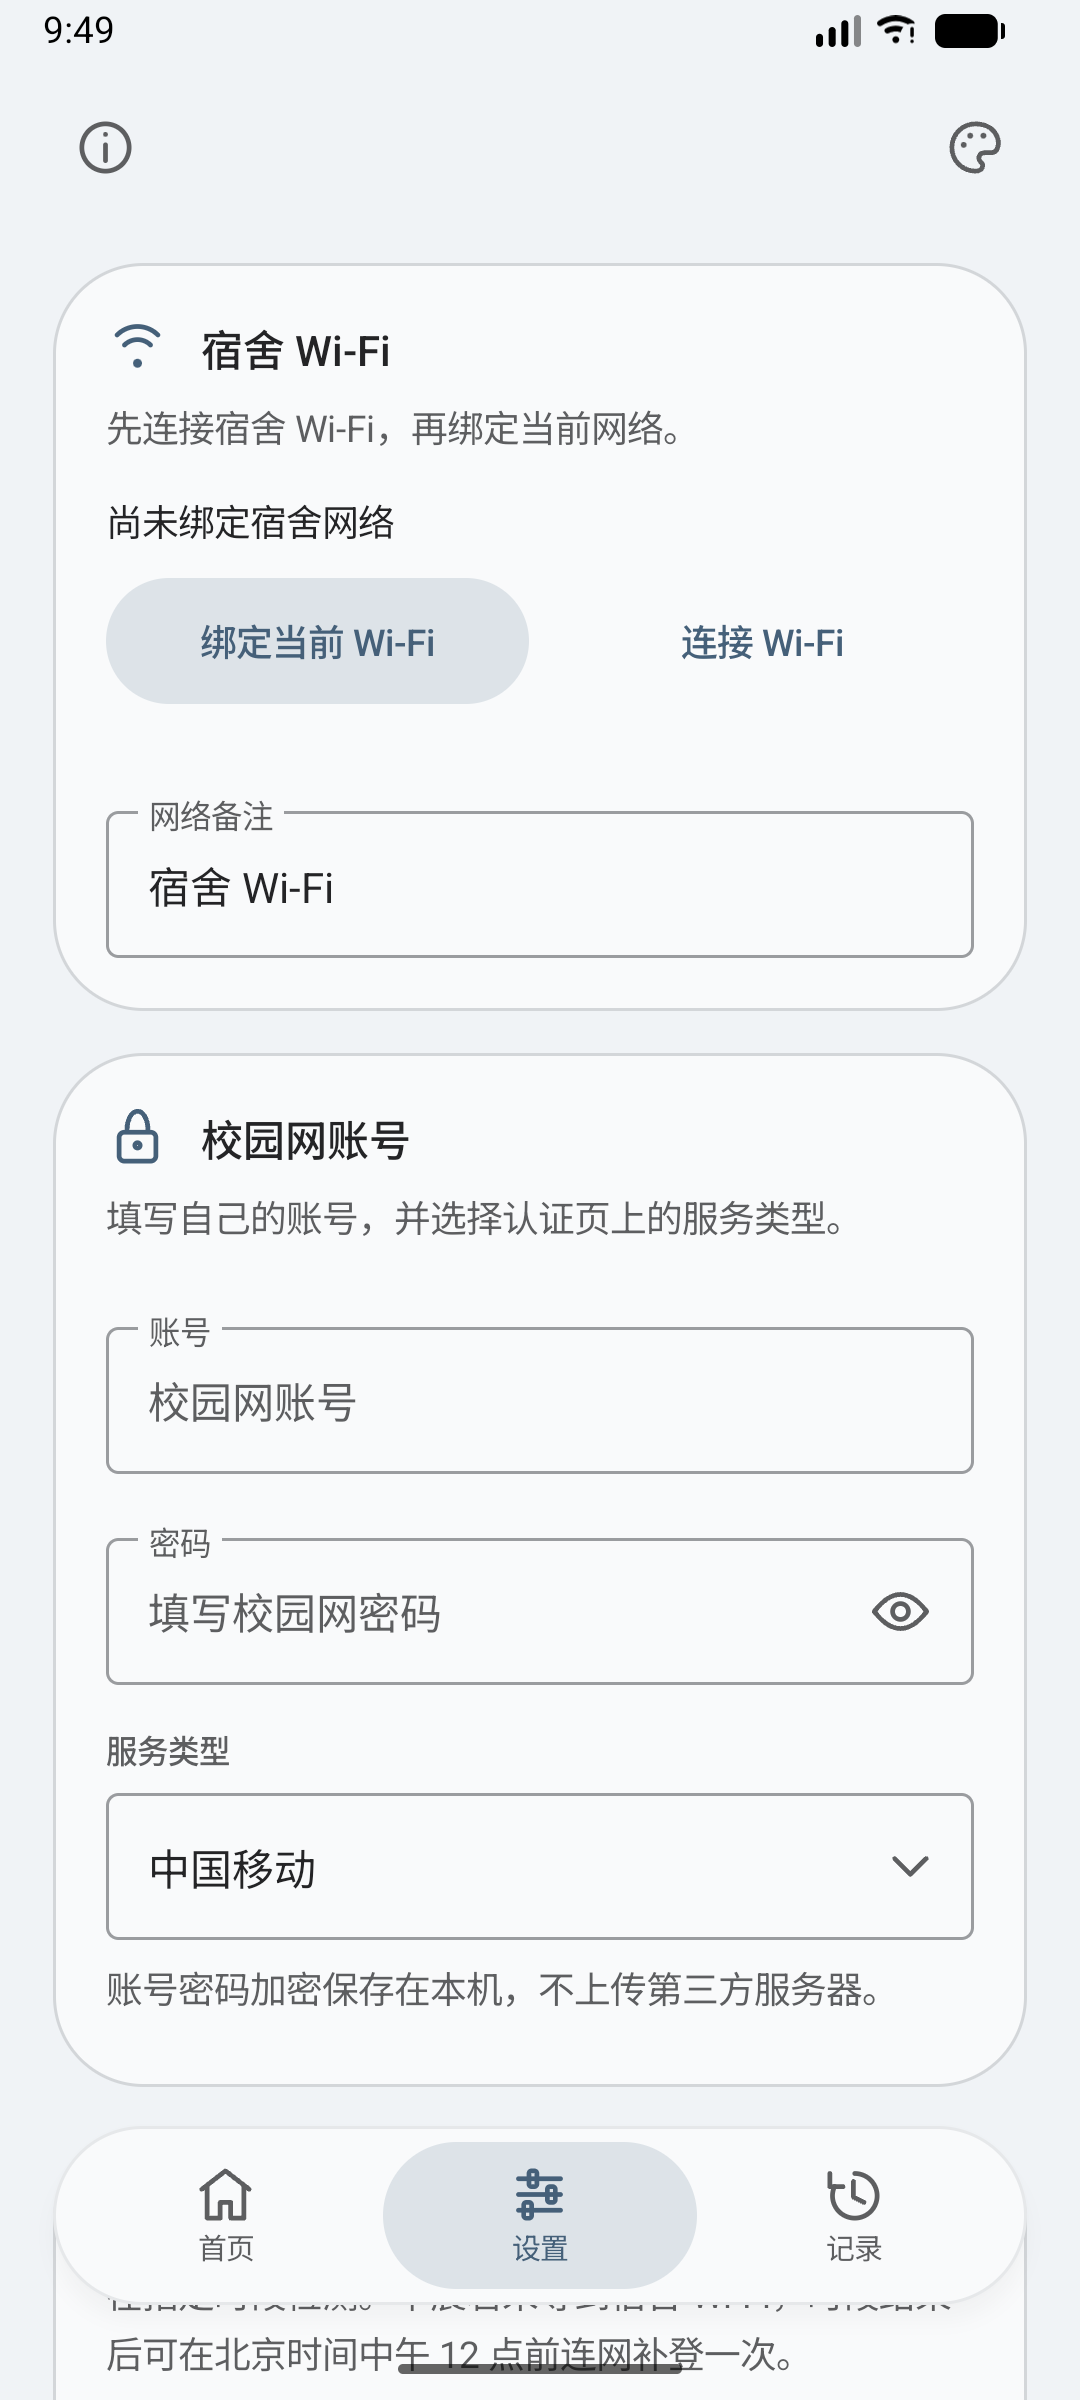 9:49
宿舍 Wi-Fi
先连接宿舍 Wi-Fi，再绑定当前网络。
尚未绑定宿舍网络
绑定当前 Wi-Fi
连接 Wi-Fi
网络备注
宿舍 Wi-Fi
校园网账号
填写自己的账号，并选择认证页上的服务类型。
账号
校园网账号
密码
填写校园网密码
服务类型
中国移动
账号密码加密保存在本机，不上传第三方服务器。
首页
设置
记录
后可在北京时间中午 12 点前连网补登一次。